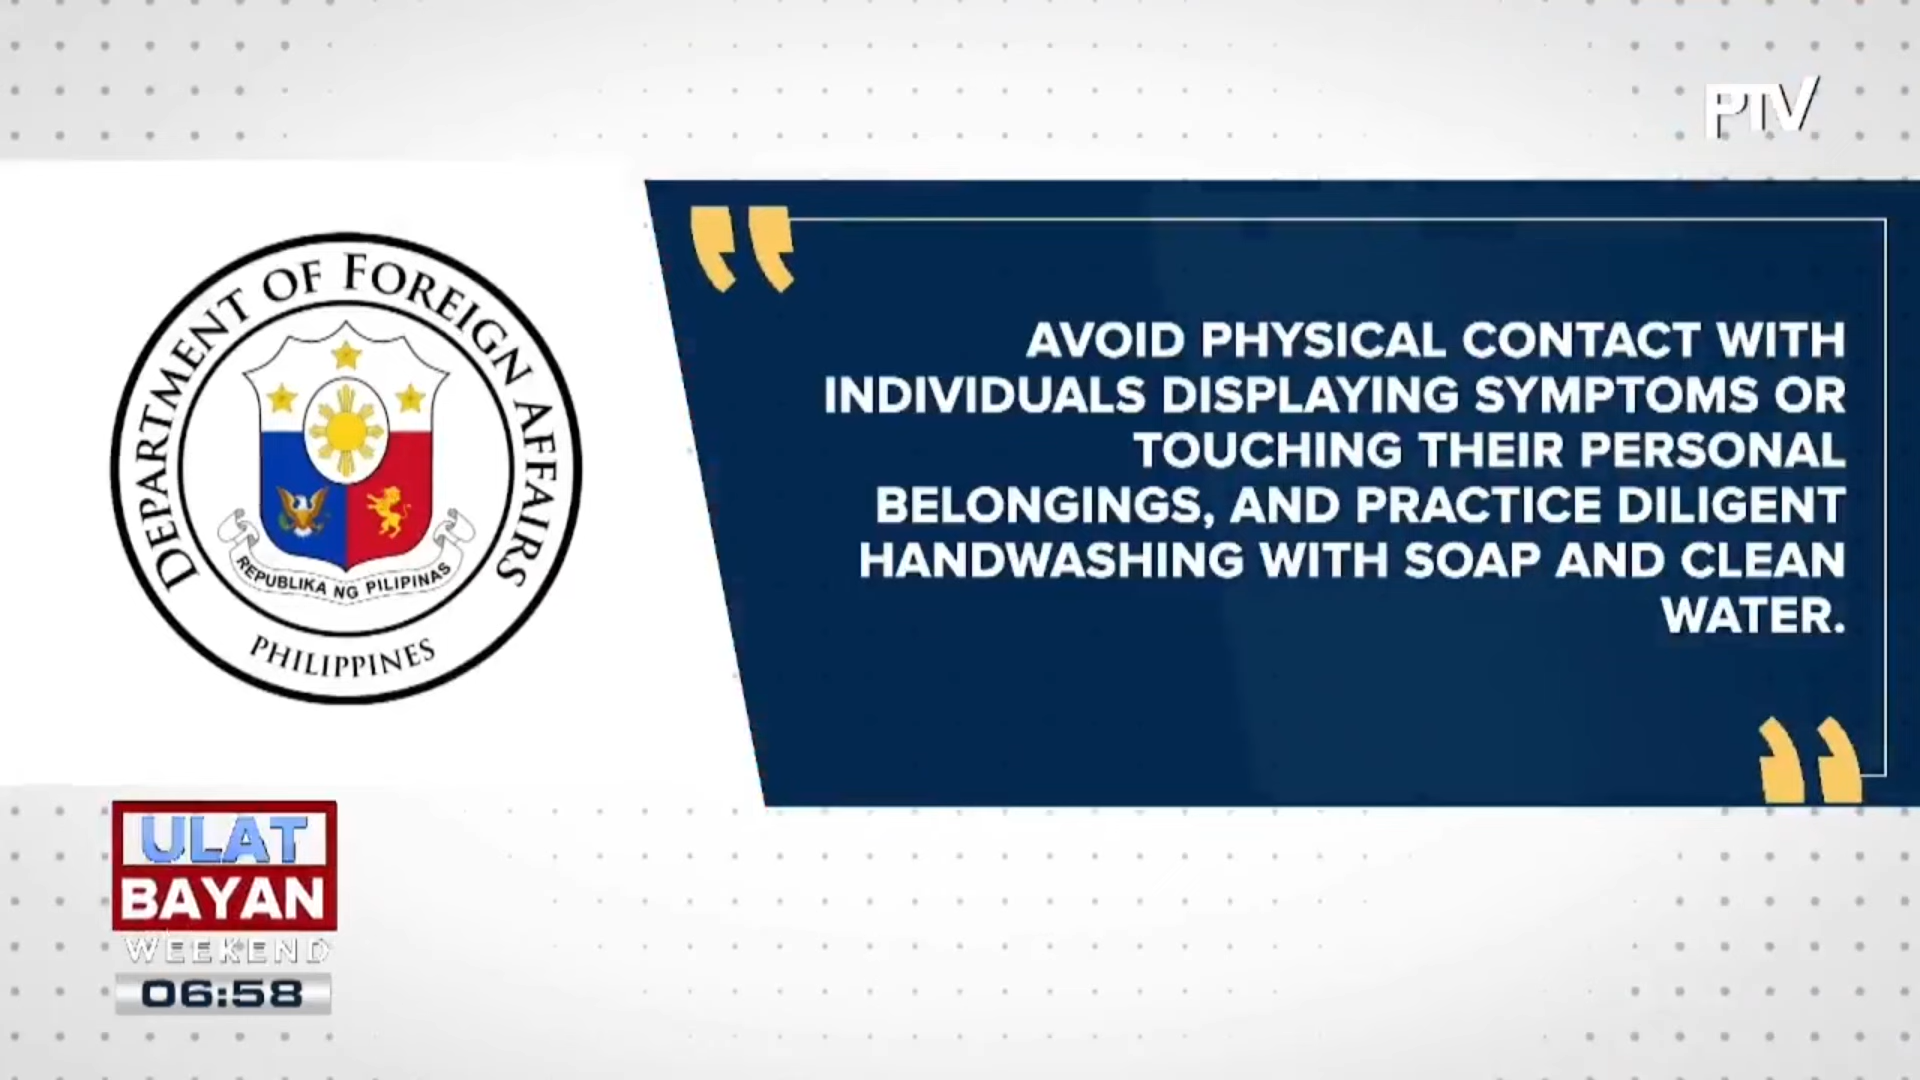 PTV
DEPARTMENT OF FOREIGN AFFAIRS
REPUBLIKA NG PILIPINAS
PHILIPPINES
AVOID PHYSICAL CONTACT WITH
INDIVIDUALS DISPLAYING SYMPTOMS OR
TOUCHING THEIR PERSONAL
BELONGINGS, AND PRACTICE DILIGENT
HANDWASHING WITH SOAP AND CLEAN
WATER.
ULAT
BAYAN
WEEKEND
06:58